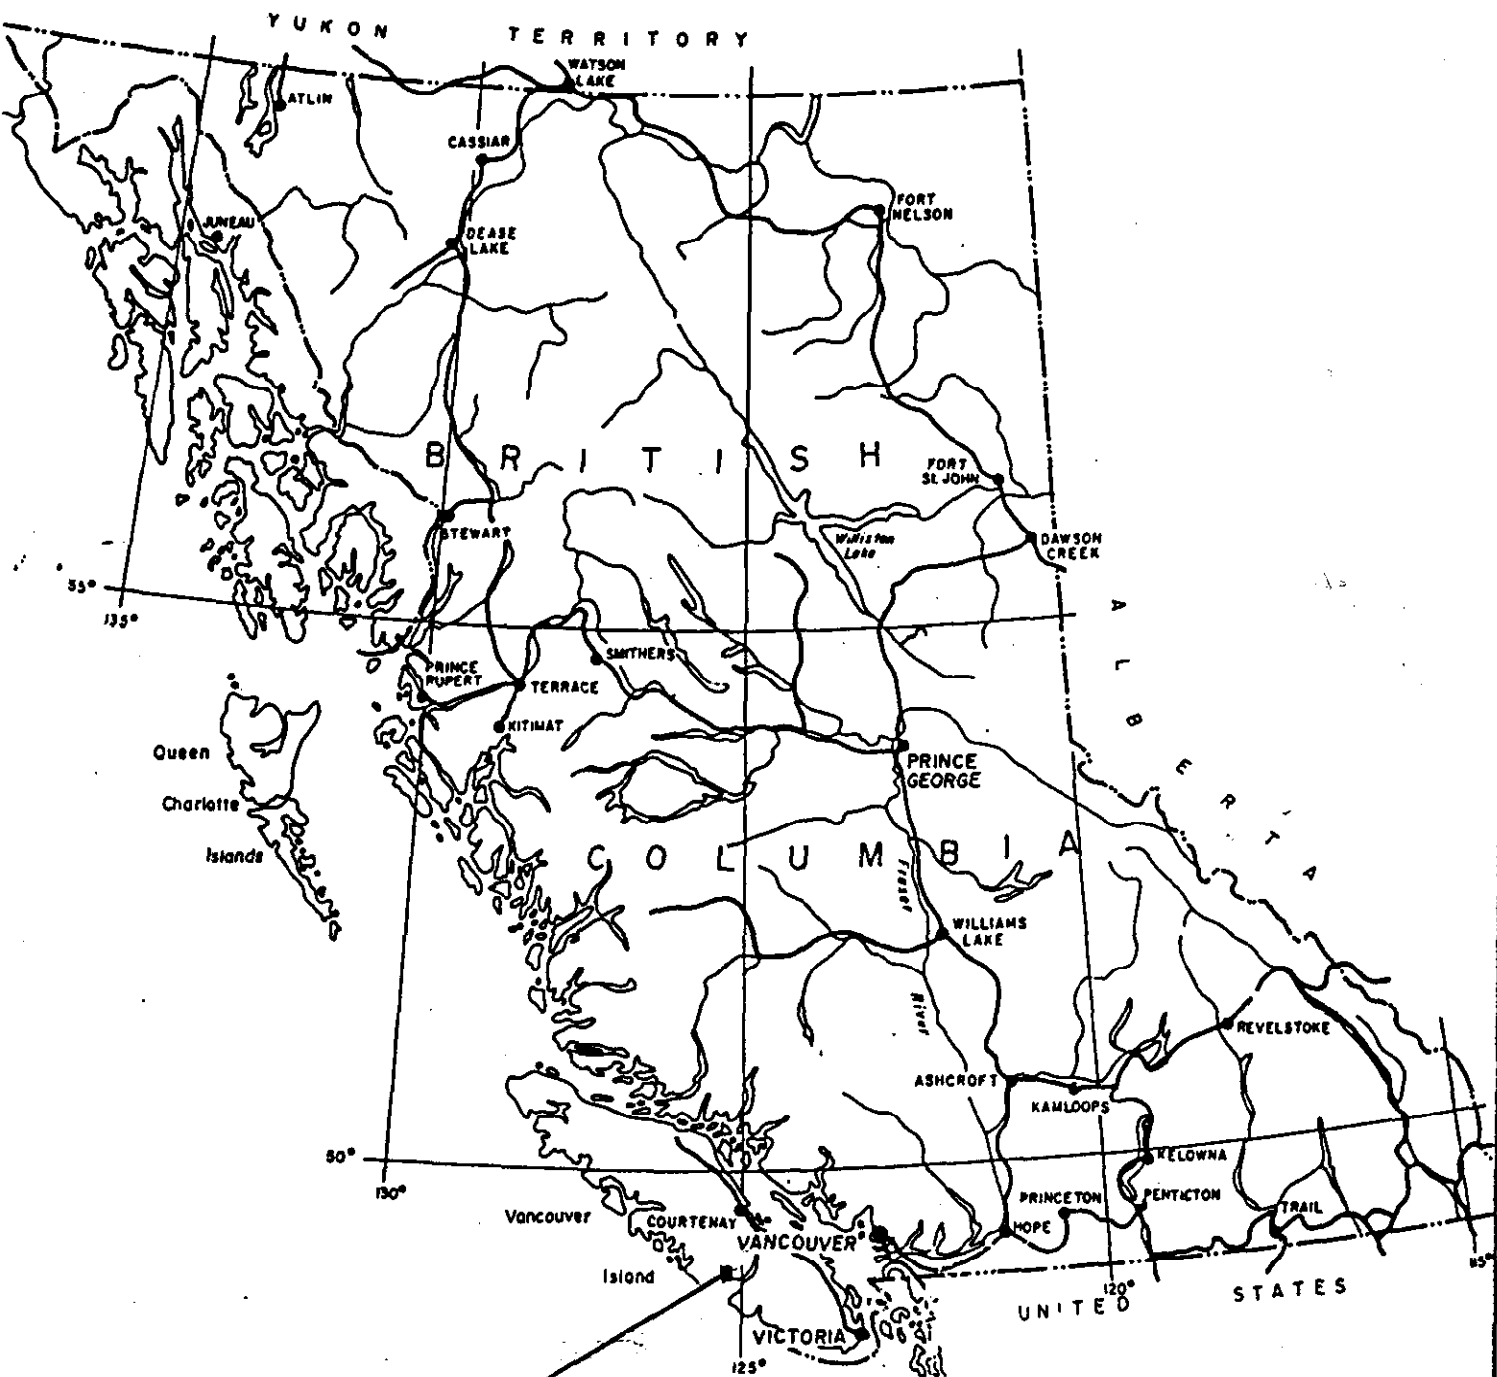 YUKON TERRITORY
WATSON
LAKE
ATLIN
CASSIAR
FORT
NELSON
JUNEAU
DEASE
LAKE
BRITISH
FORT
ST. JOHN
STEWART
Williston
Lake
DAWSON
CREEK
55°
135°
ALBERTA
SMITHERS
PRINCE
RUPERT
TERRACE
KITIMAT
Queen
Charlotte
Islands
PRINCE
GEORGE
COLUMBIA
Fraser
River
WILLIAMS
LAKE
REVELSTOKE
ASHCROFT
KAMLOOPS
50°
130°
KELOWNA
PRINCETON
PENTICTON
Vancouver
Island
COURTENAY
VANCOUVER
HOPE
TRAIL
120°
115°
UNITED STATES
VICTORIA
125°